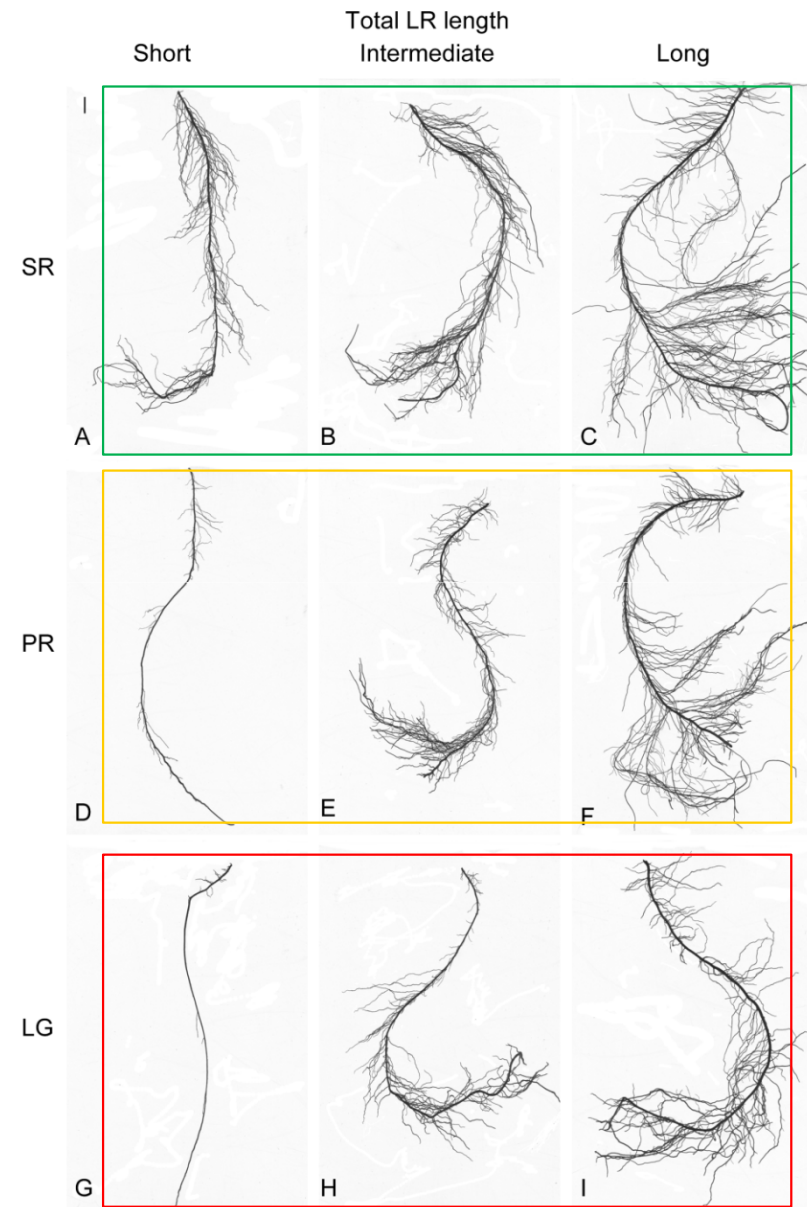 Total LR length
Short Intermediate Long
SR
A B C
PR
D E F
LG
G H I